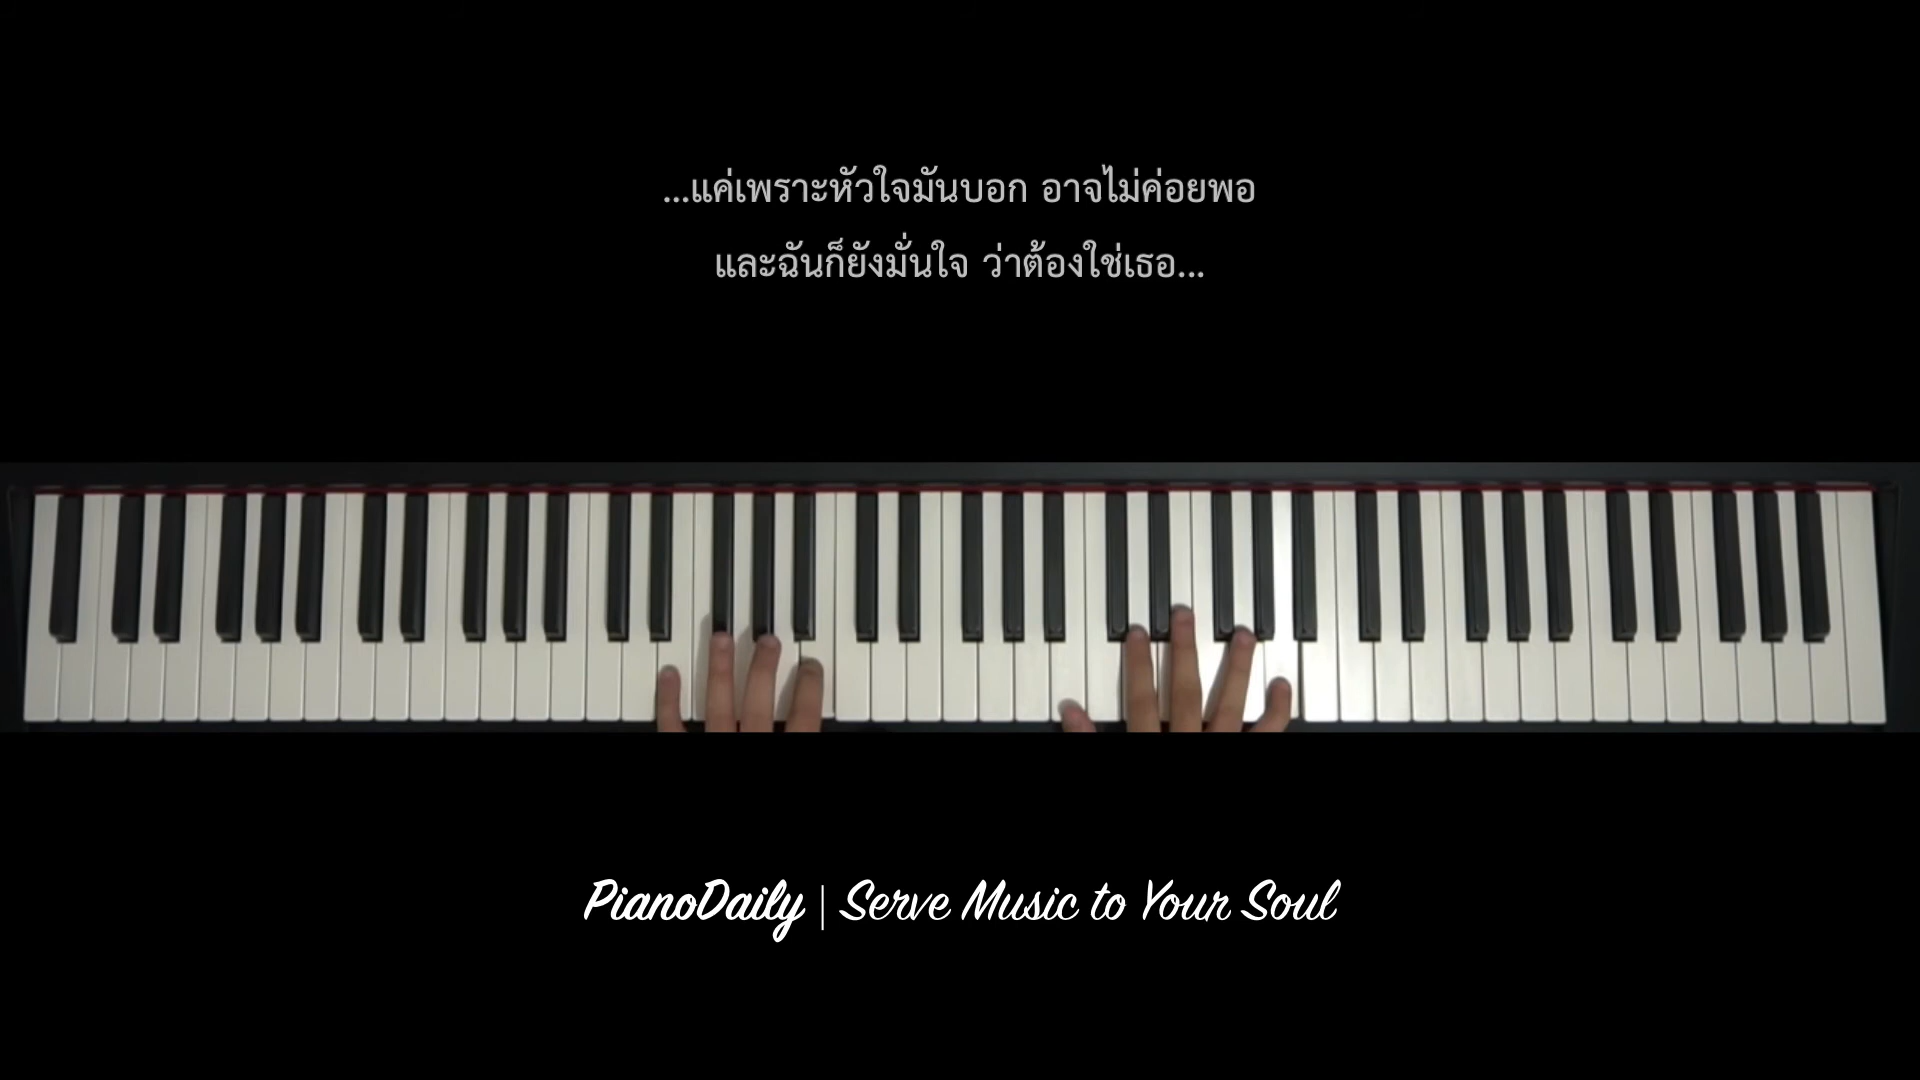 ...แค่เพราะหัวใจมันบอก อาจไม่ค่อยพอ
และฉันก็ยังมั่นใจ ว่าต้องใช่เธอ...
PianoDaily | Serve Music to Your Soul